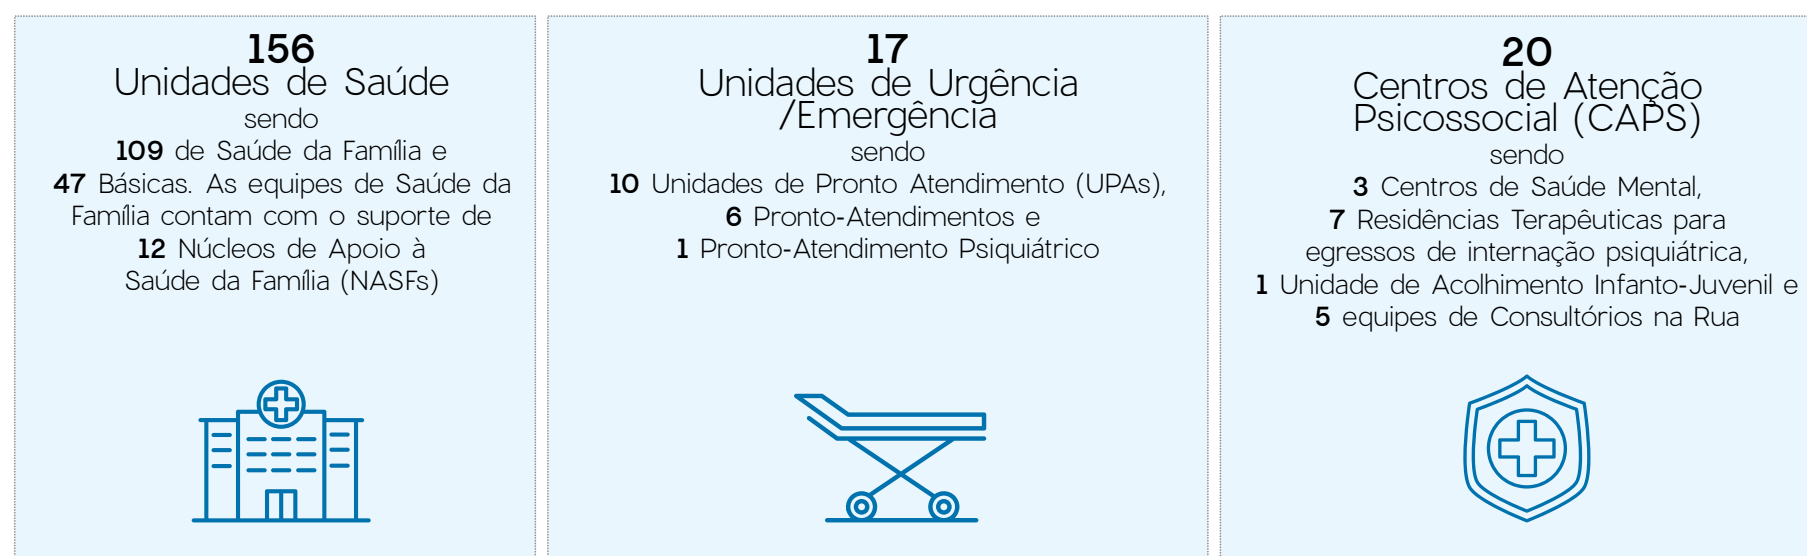 156
Unidades de Saúde
sendo
109 de Saúde da Família e
47 Básicas. As equipes de Saúde da
Família contam com o suporte de
12 Núcleos de Apoio à
Saúde da Família (NASFs)
17
Unidades de Urgência
/Emergência
sendo
10 Unidades de Pronto Atendimento (UPAs),
6 Pronto-Atendimentos e
1 Pronto-Atendimento Psiquiátrico
20
Centros de Atenção
Psicossocial (CAPS)
sendo
3 Centros de Saúde Mental,
7 Residências Terapêuticas para
egressos de internação psiquiátrica,
1 Unidade de Acolhimento Infanto-Juvenil e
5 equipes de Consultórios na Rua